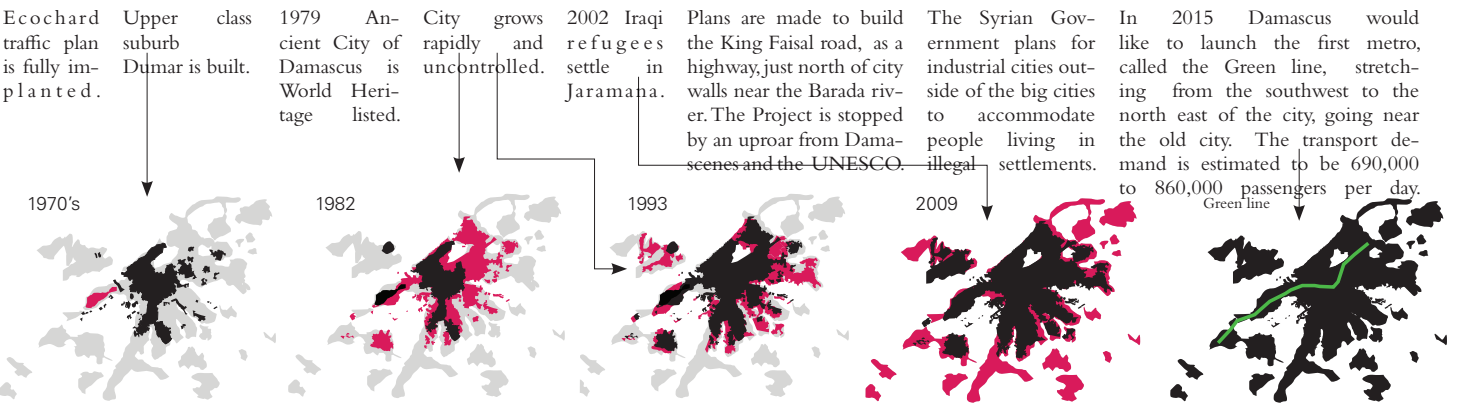 Ecochard
traffic plan
is fully im-
planted.
Upper class
suburb
Dumar is built.
1979 An-
cient City of
Damascus is
World Heri-
tage listed.
City grows
rapidly and
uncontrolled.
2002 Iraqi
refugees
settle in
Jaramana.
Plans are made to build
the King Faisal road, as a
highway, just north of city
walls near the Barada riv-
er. The Project is stopped
by an uproar from Dama-
scenes and the UNESCO.
The Syrian Gov-
ernment plans for
industrial cities out-
side of the big cities
to accommodate
people living in
illegal settlements.
In 2015 Damascus would
like to launch the first metro,
called the Green line, stretch-
ing from the southwest to the
north east of the city, going near
the old city. The transport de-
mand is estimated to be 690,000
to 860,000 passengers per day.
1970's
1982
1993
2009
Green line